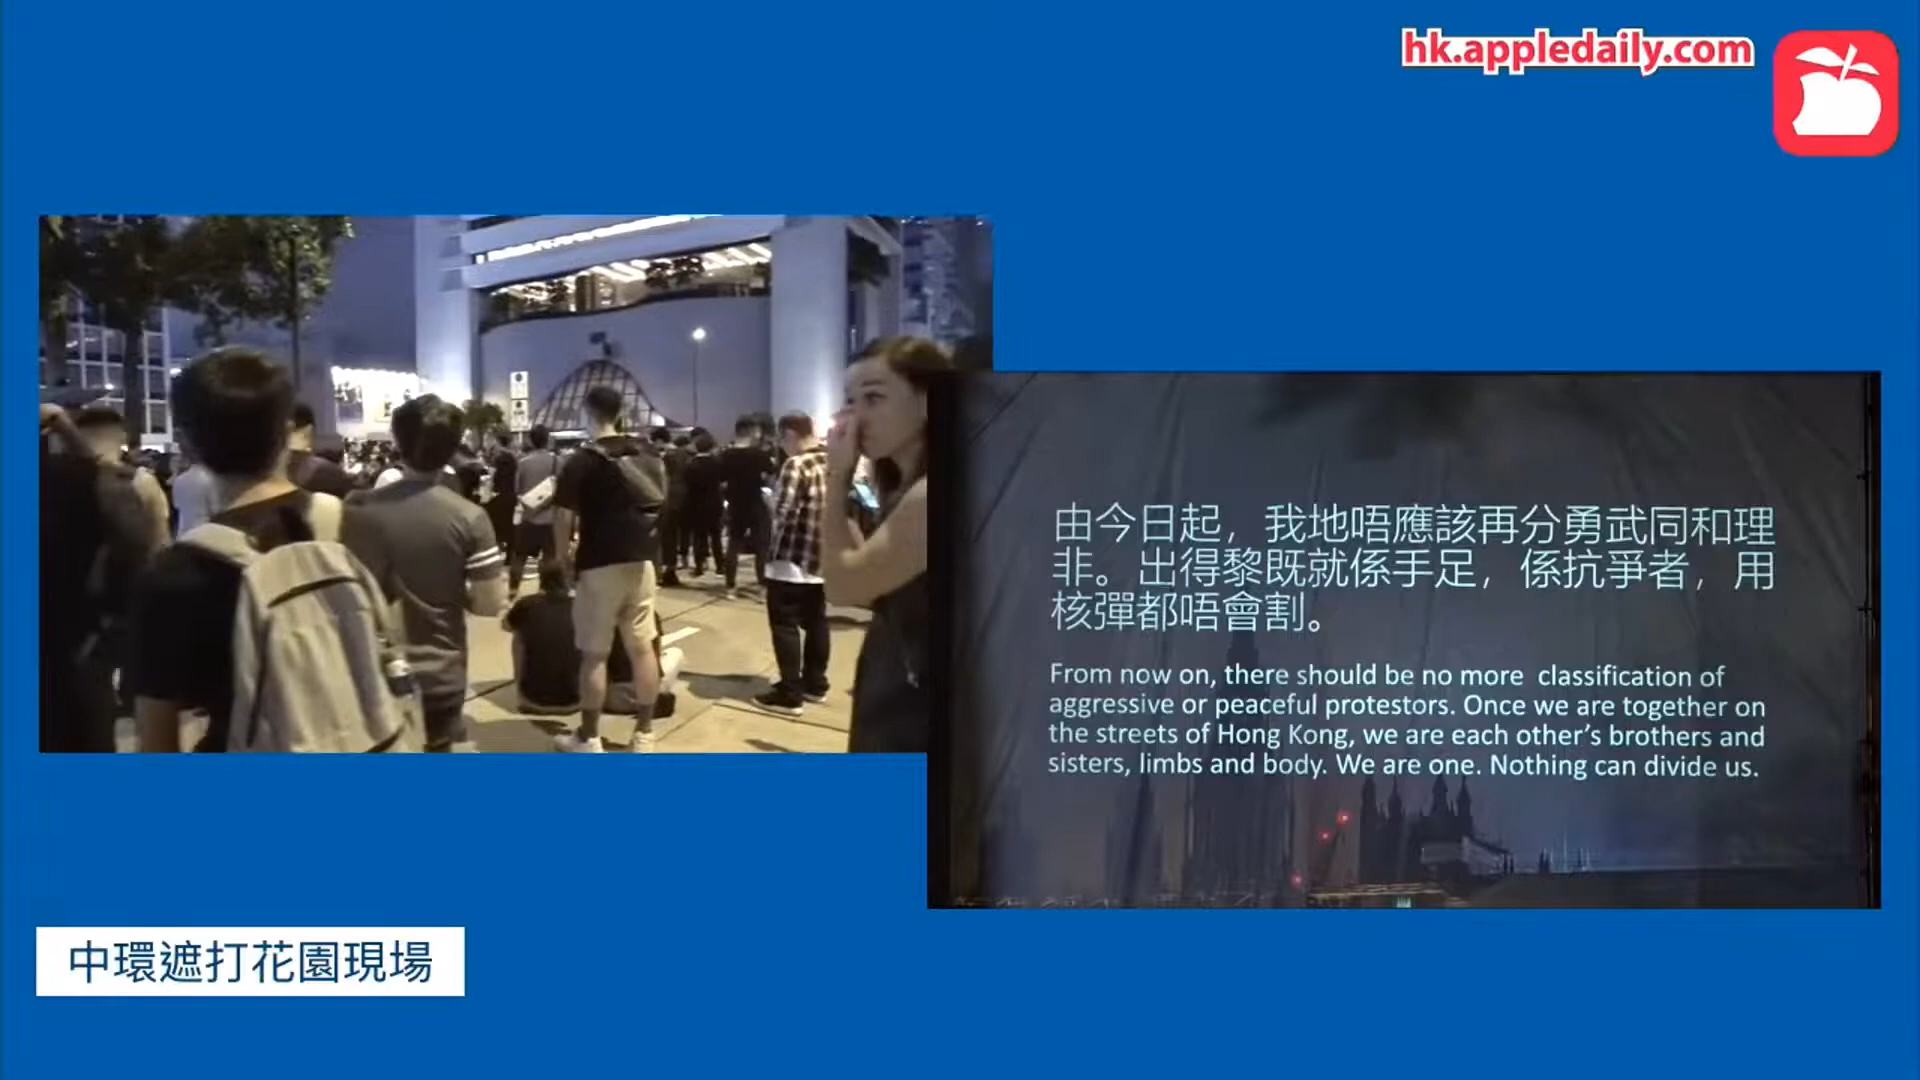 hk.appledaily.com
由今日起，我地唔應該再分勇武同和理
非。出得黎既就係手足，係抗爭者，用
核彈都唔會割。
From now on, there should be no more classification of
aggressive or peaceful protestors. Once we are together on
the streets of Hong Kong, we are each other’s brothers and
sisters, limbs and body. We are one. Nothing can divide us.
中環遮打花園現場